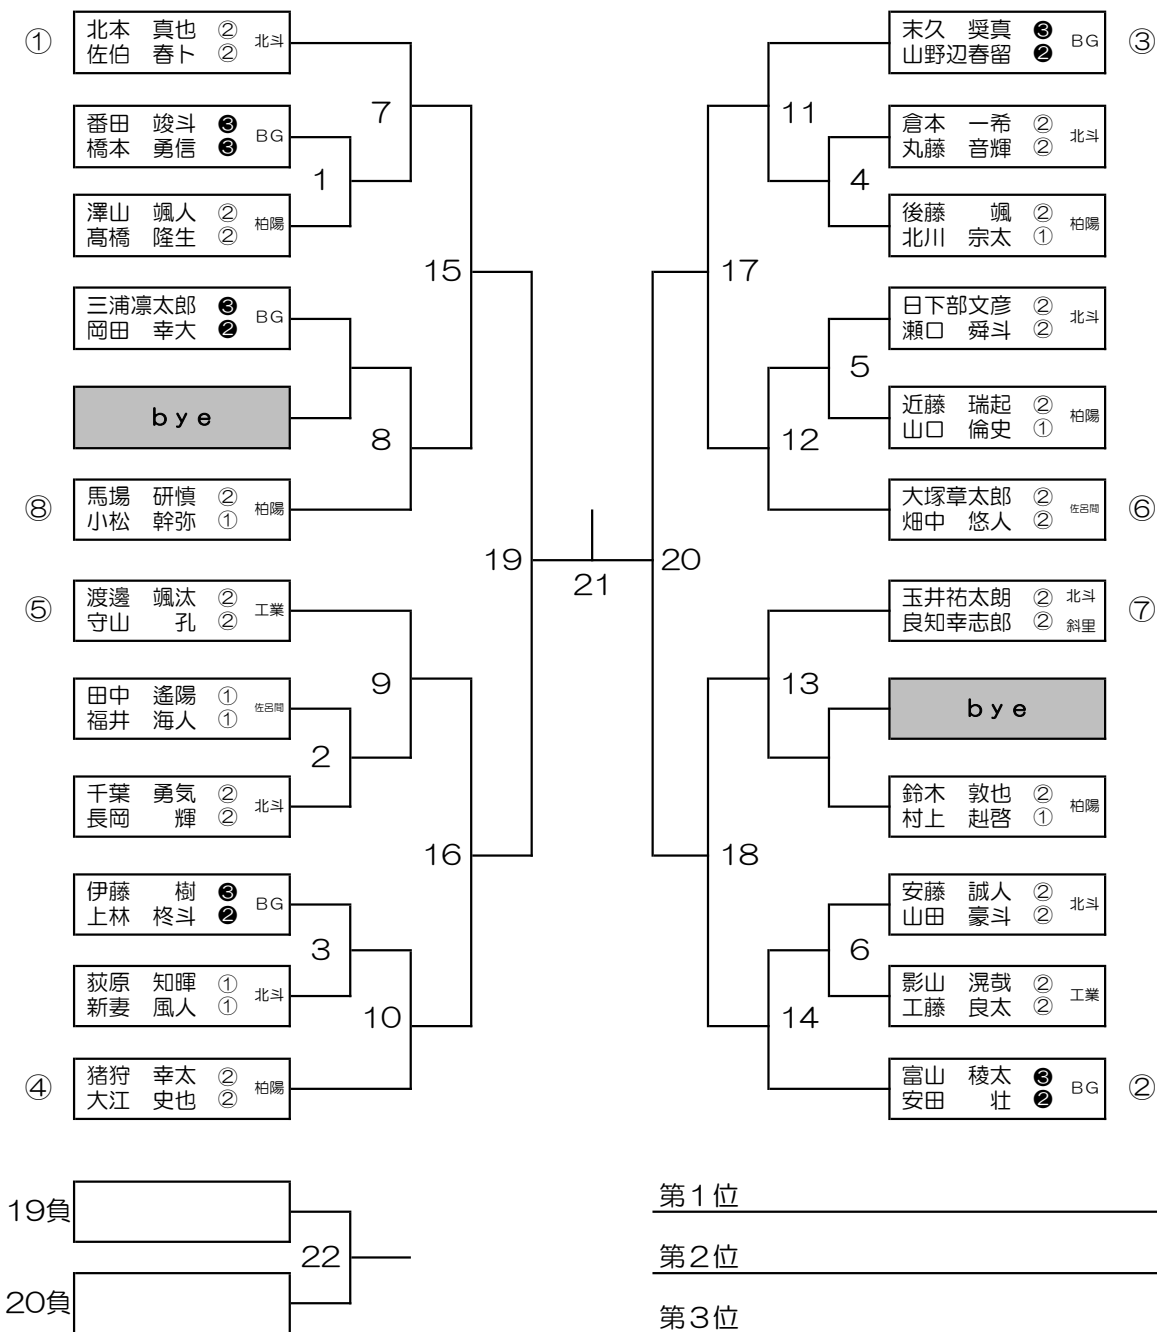 ① 北本 真也 ② 北斗
佐伯 春ト ②
番田 竣斗 ❸ BG
橋本 勇信 ❸
澤山 颯人 ② 柏陽
髙橋 隆生 ②
三浦凛太郎 ❸ BG
岡田 幸大 ❷
bye
⑧ 馬場 研慎 ② 柏陽
小松 幹弥 ①
⑤ 渡邊 颯汰 ② 工業
守山 孔 ②
田中 遙陽 ① 佐呂間
福井 海人 ①
千葉 勇気 ② 北斗
長岡 輝 ②
伊藤 樹 ❸ BG
上林 柊斗 ❷
荻原 知暉 ① 北斗
新妻 風人 ①
④ 猪狩 幸太 ② 柏陽
大江 史也 ②
7
1
15
8
19
9
2
16
3
10
21
末久 奨真 ❸ BG ③
山野辺春留 ❷
倉本 一希 ② 北斗
丸藤 音輝 ②
後藤 颯 ② 柏陽
北川 宗太 ①
日下部文彦 ② 北斗
瀬口 舜斗 ②
近藤 瑞起 ② 柏陽
山口 倫史 ①
大塚章太郎 ② 佐呂間 ⑥
畑中 悠人 ②
玉井祐太朗 ② 北斗 ⑦
良知幸志郎 ② 斜里
bye
鈴木 敦也 ② 柏陽
村上 赳啓 ①
安藤 誠人 ② 北斗
山田 豪斗 ②
影山 滉哉 ② 工業
工藤 良太 ②
富山 稜太 ❸ BG ②
安田 壮 ❷
11
4
17
5
12
20
13
18
6
14
19負
22
20負
第1位
第2位
第3位